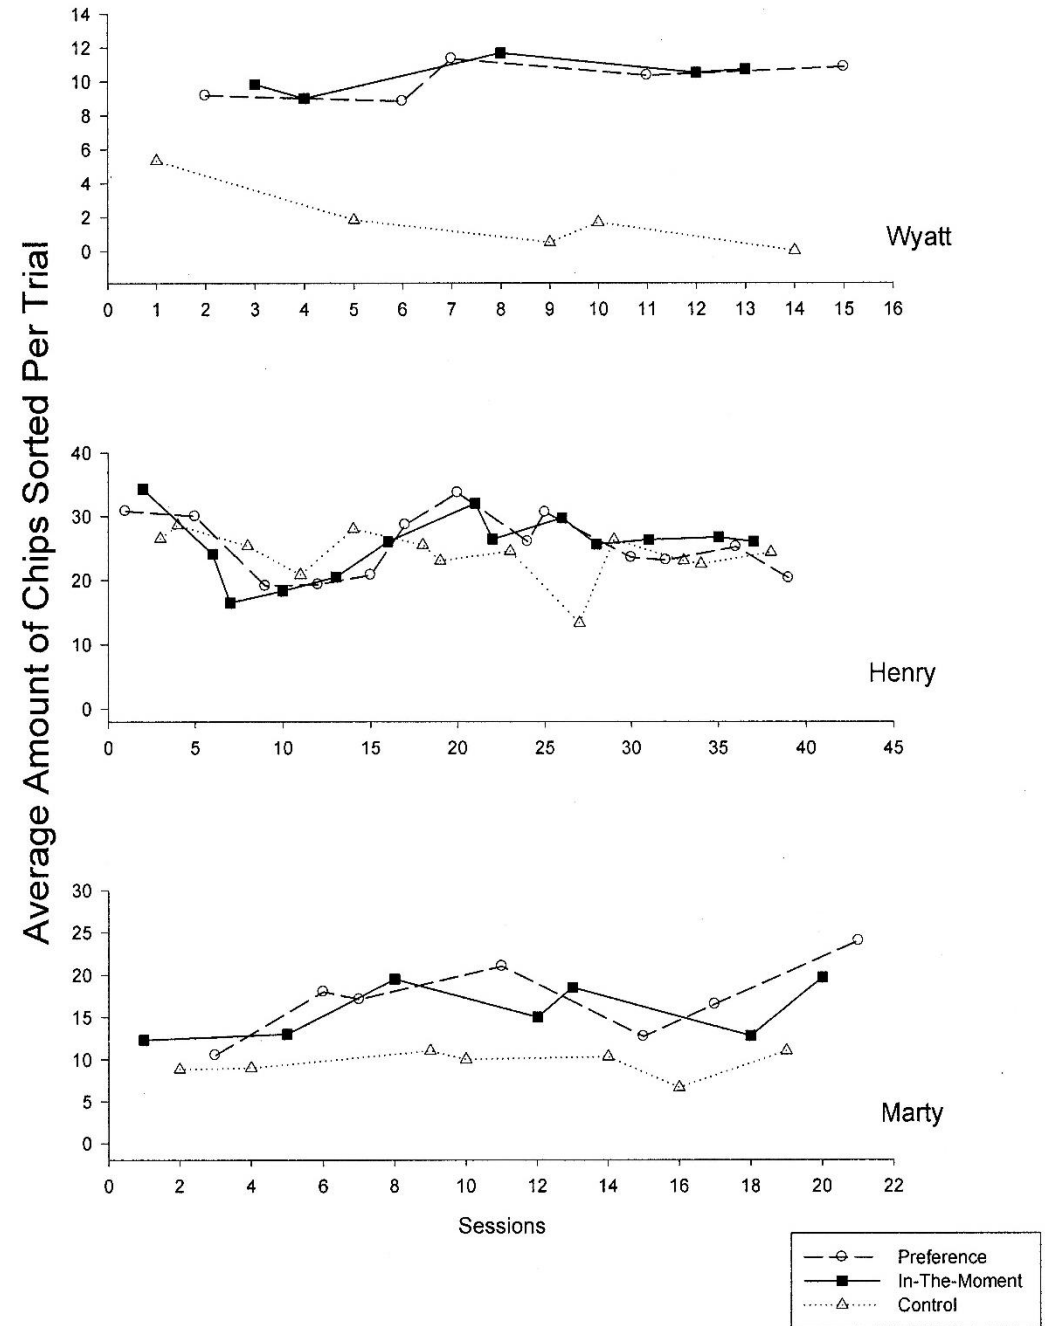 Average Amount of Chips Sorted Per Trial
14
12
10
8
6
4
2
0
0 1 2 3 4 5 6 7 8 9 10 11 12 13 14 15 16
Wyatt
40
30
20
10
0
0 5 10 15 20 25 30 35 40 45
Henry
30
25
20
15
10
5
0
0 2 4 6 8 10 12 14 16 18 20 22
Marty
Sessions
Preference
In-The-Moment
Control